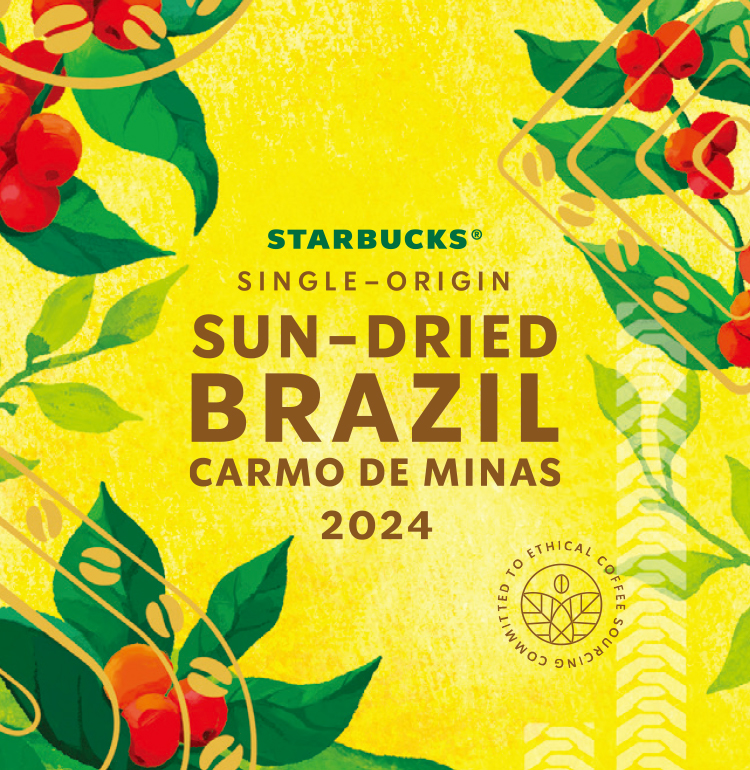 STARBUCKS®
SINGLE–ORIGIN
SUN–DRIED
BRAZIL
CARMO DE MINAS
2024
COMMITTED TO ETHICAL COFFEE SOURCING